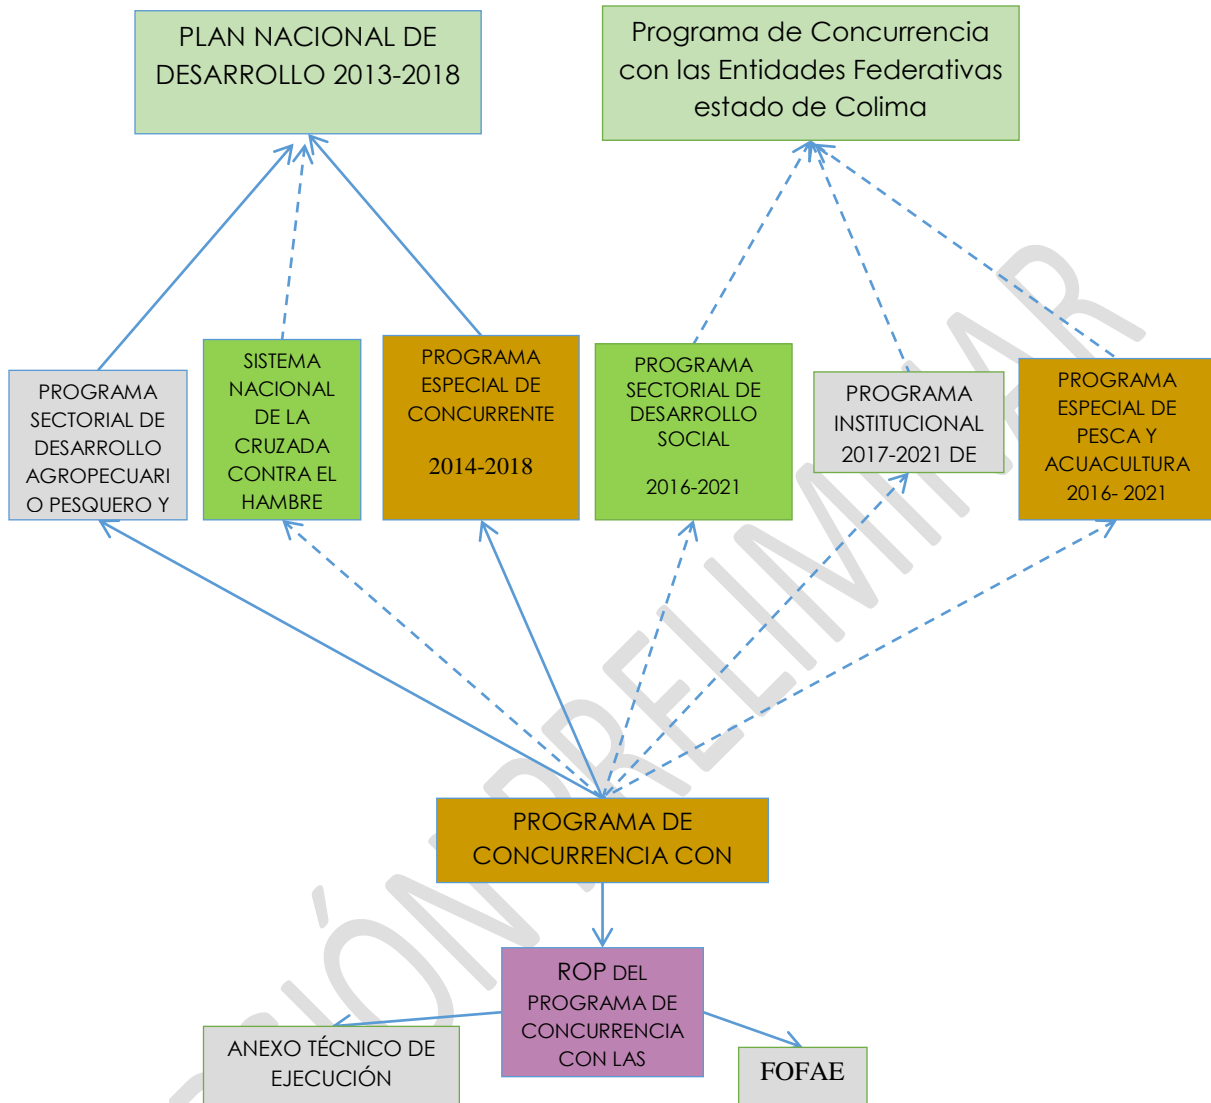 PLAN NACIONAL DE
DESARROLLO 2013-2018
Programa de Concurrencia
con las Entidades Federativas
estado de Colima
PROGRAMA
SECTORIAL DE
DESARROLLO
AGROPECUARI
O PESQUERO Y
SISTEMA
NACIONAL
DE LA
CRUZADA
CONTRA EL
HAMBRE
PROGRAMA
ESPECIAL DE
CONCURRENTE
2014-2018
PROGRAMA
SECTORIAL DE
DESARROLLO
SOCIAL
2016-2021
PROGRAMA
INSTITUCIONAL
2017-2021 DE
PROGRAMA
ESPECIAL DE
PESCA Y
ACUACULTURA
2016- 2021
PROGRAMA DE
CONCURRENCIA CON
ROP DEL
PROGRAMA DE
CONCURRENCIA
CON LAS
ANEXO TÉCNICO DE
EJECUCIÓN
FOFAE
IÓN PRELIMINAR